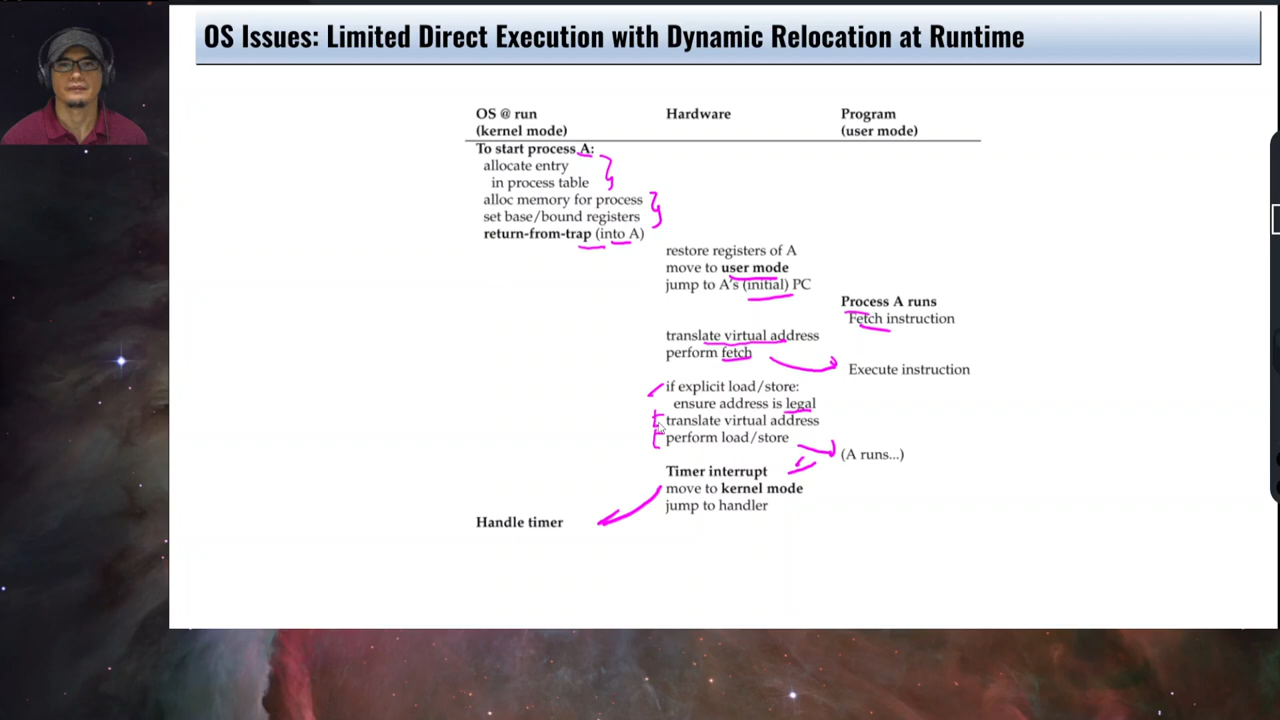 OS Issues: Limited Direct Execution with Dynamic Relocation at Runtime
OS @ run Hardware Program
(kernel mode) (user mode)
To start process A:
allocate entry
in process table
alloc memory for process
set base/bound registers
return-from-trap (into A)
restore registers of A
move to user mode
jump to A's (initial) PC
Process A runs
Fetch instruction
translate virtual address
perform fetch
Execute instruction
if explicit load/store:
ensure address is legal
translate virtual address
perform load/store
(A runs...)
Timer interrupt
move to kernel mode
jump to handler
Handle timer